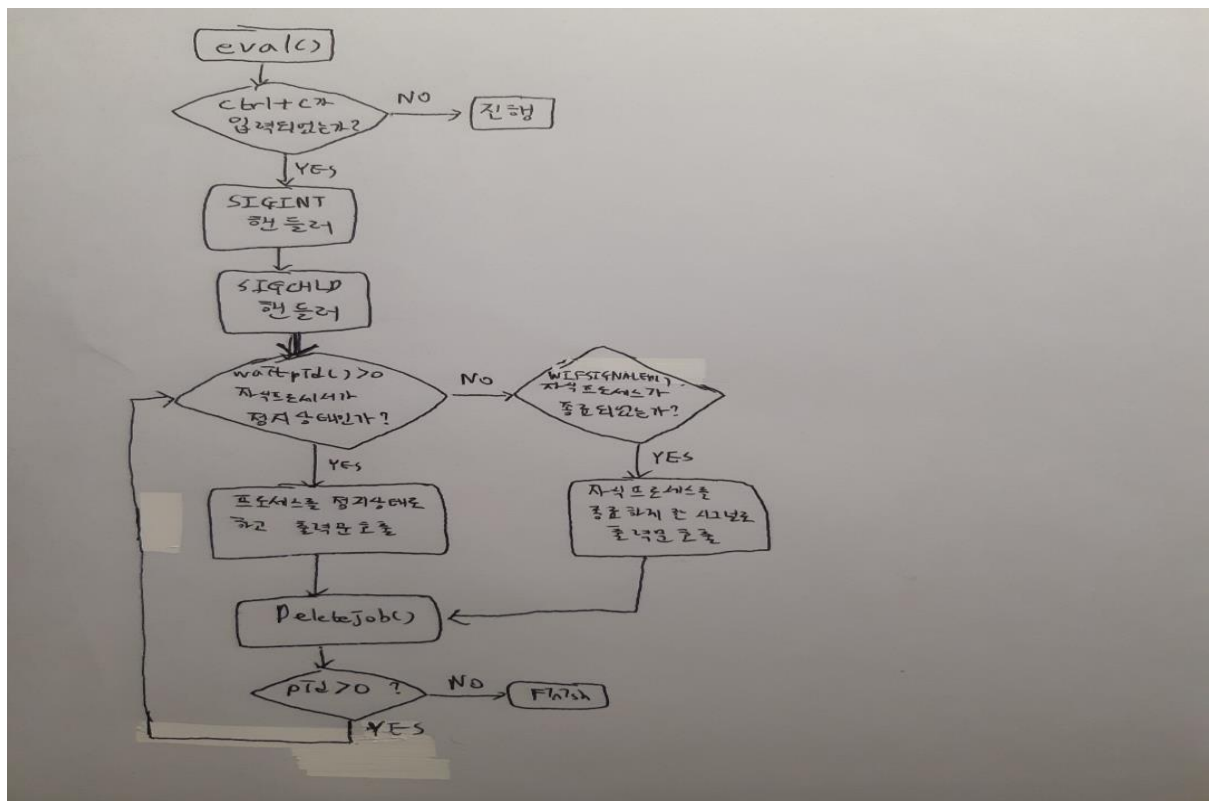 eval()
ctrl+c가
입력되었는가?
NO
진행
YES
SIGINT
핸들러
SIGCHLD
핸들러
waitpid()>0
자식프로세서가
정지상태인가?
NO
WIFSIGNALED()
자식프로세스가
종료되었는가?
YES
YES
프로세스를 정지상태로
하고 출력문호출
자식프로세스를
종료하게 한 시그널로
출력문호출
Deletejob()
pid>0 ?
NO
Finish
YES